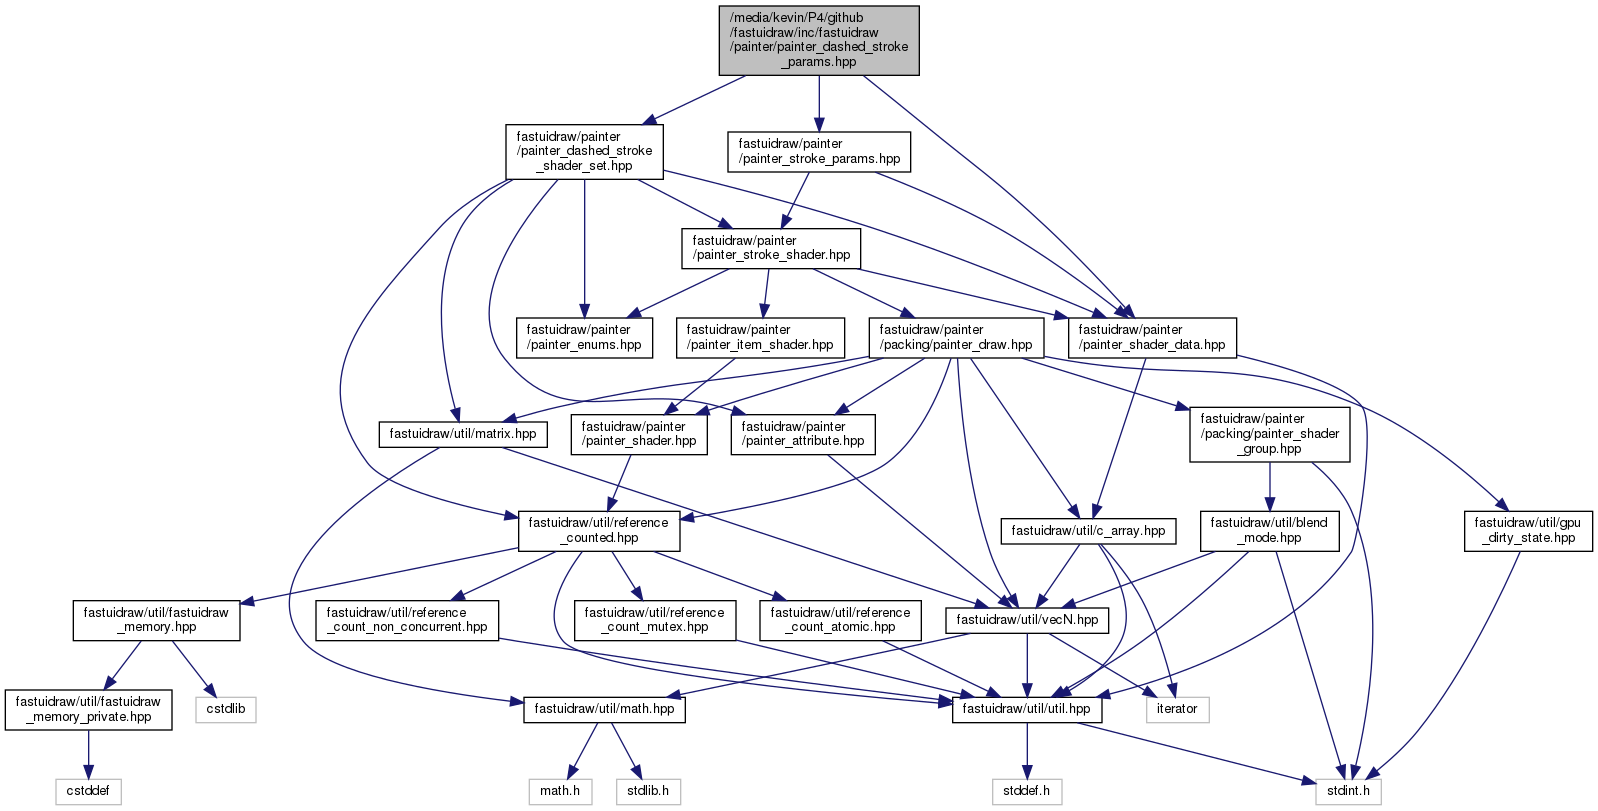 /media/kevin/P4/github
/fastuidraw/inc/fastuidraw
/painter/painter_dashed_stroke
_params.hpp
fastuidraw/painter
/painter_dashed_stroke
_shader_set.hpp
fastuidraw/painter
/painter_stroke_params.hpp
fastuidraw/painter
/painter_stroke_shader.hpp
fastuidraw/painter
/painter_enums.hpp
fastuidraw/painter
/painter_item_shader.hpp
fastuidraw/painter
/packing/painter_draw.hpp
fastuidraw/painter
/painter_shader_data.hpp
fastuidraw/util/matrix.hpp
fastuidraw/painter
/painter_shader.hpp
fastuidraw/painter
/painter_attribute.hpp
fastuidraw/painter
/packing/painter_shader
_group.hpp
fastuidraw/util/reference
_counted.hpp
fastuidraw/util/c_array.hpp
fastuidraw/util/blend
_mode.hpp
fastuidraw/util/gpu
_dirty_state.hpp
fastuidraw/util/fastuidraw
_memory.hpp
fastuidraw/util/reference
_count_non_concurrent.hpp
fastuidraw/util/reference
_count_mutex.hpp
fastuidraw/util/reference
_count_atomic.hpp
fastuidraw/util/vecN.hpp
fastuidraw/util/fastuidraw
_memory_private.hpp
cstdlib
fastuidraw/util/math.hpp
fastuidraw/util/util.hpp
iterator
cstddef
math.h
stdlib.h
stddef.h
stdint.h